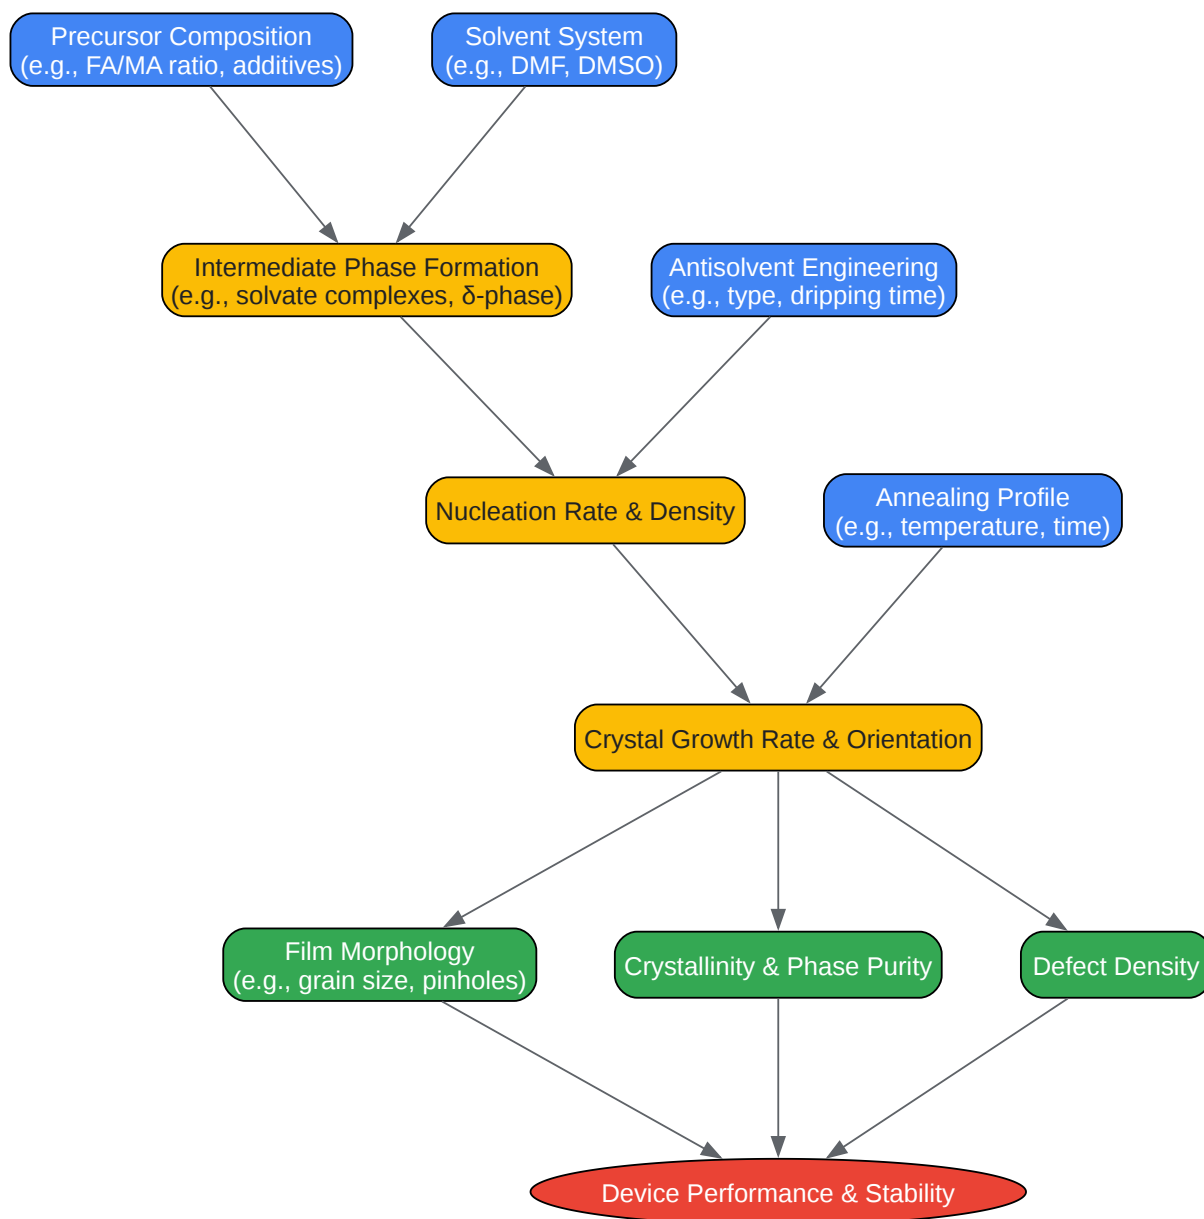 Precursor Composition
(e.g., FA/MA ratio, additives)
Solvent System
(e.g., DMF, DMSO)
Intermediate Phase Formation
(e.g., solvate complexes, δ-phase)
Antisolvent Engineering
(e.g., type, dripping time)
Nucleation Rate & Density
Annealing Profile
(e.g., temperature, time)
Crystal Growth Rate & Orientation
Film Morphology
(e.g., grain size, pinholes)
Crystallinity & Phase Purity
Defect Density
Device Performance & Stability